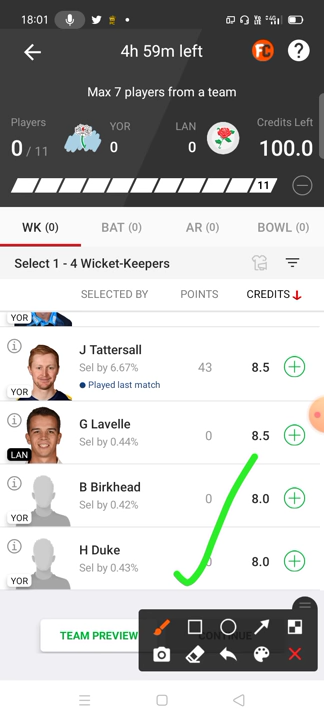 18:01
4h 59m left
FC
?
Max 7 players from a team
Players
YOR
LAN
Credits Left
0 / 11
0
0
100.0
11
WK (0)
BAT (0)
AR (0)
BOWL (0)
Select 1 - 4 Wicket-Keepers
SELECTED BY
POINTS
CREDITS
YOR
J Tattersall
Sel by 6.67%
43
8.5
Played last match
YOR
G Lavelle
Sel by 0.44%
0
8.5
LAN
B Birkhead
Sel by 0.42%
0
8.0
YOR
H Duke
Sel by 0.43%
0
8.0
YOR
TEAM PREVIEW
CONTINUE